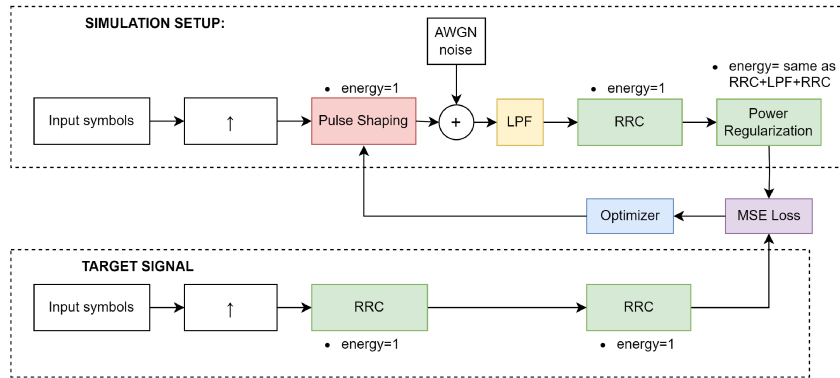 SIMULATION SETUP:
AWGN
noise
• energy= same as
RRC+LPF+RRC
• energy=1
• energy=1
Input symbols
↑
Pulse Shaping
+
LPF
RRC
Power
Regularization
Optimizer
MSE Loss
TARGET SIGNAL
Input symbols
↑
RRC
RRC
• energy=1
• energy=1